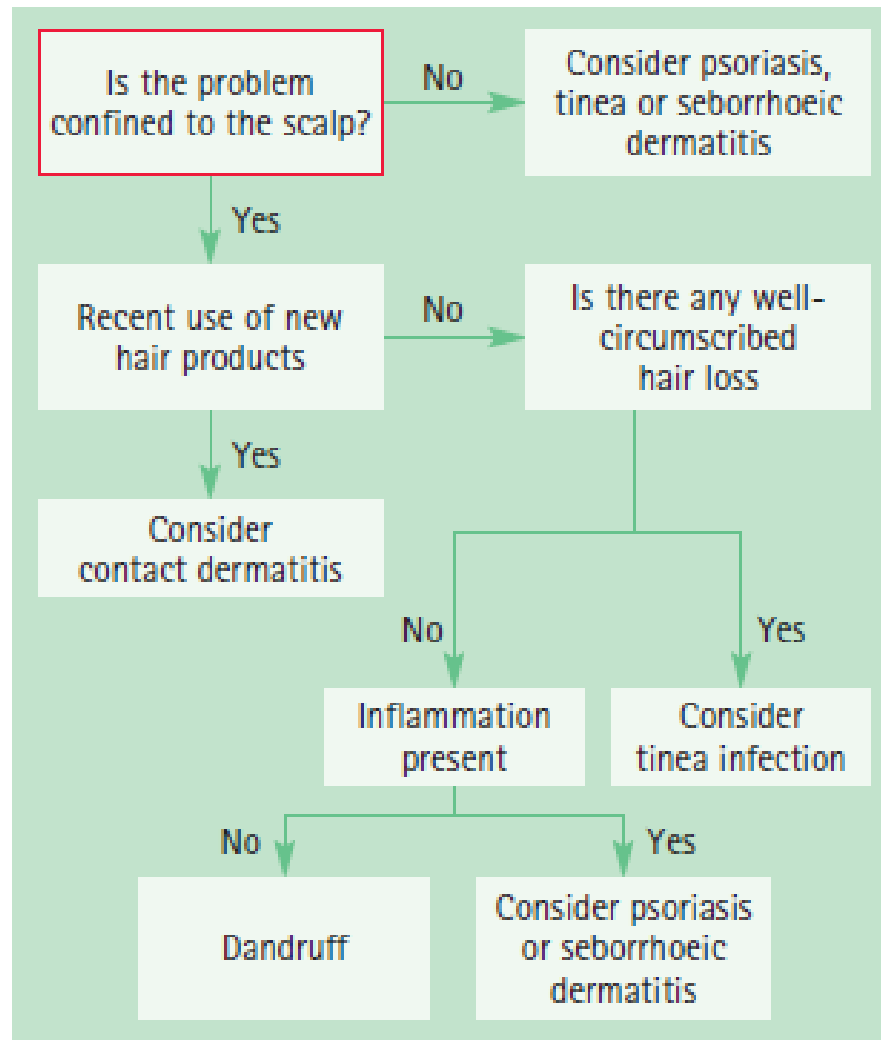 Is the problem
confined to the scalp?
No
Consider psoriasis,
tinea or seborrhoeic
dermatitis
Yes
Recent use of new
hair products
No
Is there any well-
circumscribed
hair loss
Yes
Consider
contact dermatitis
No
Yes
Inflammation
present
Consider
tinea infection
No
Yes
Dandruff
Consider psoriasis
or seborrhoeic
dermatitis